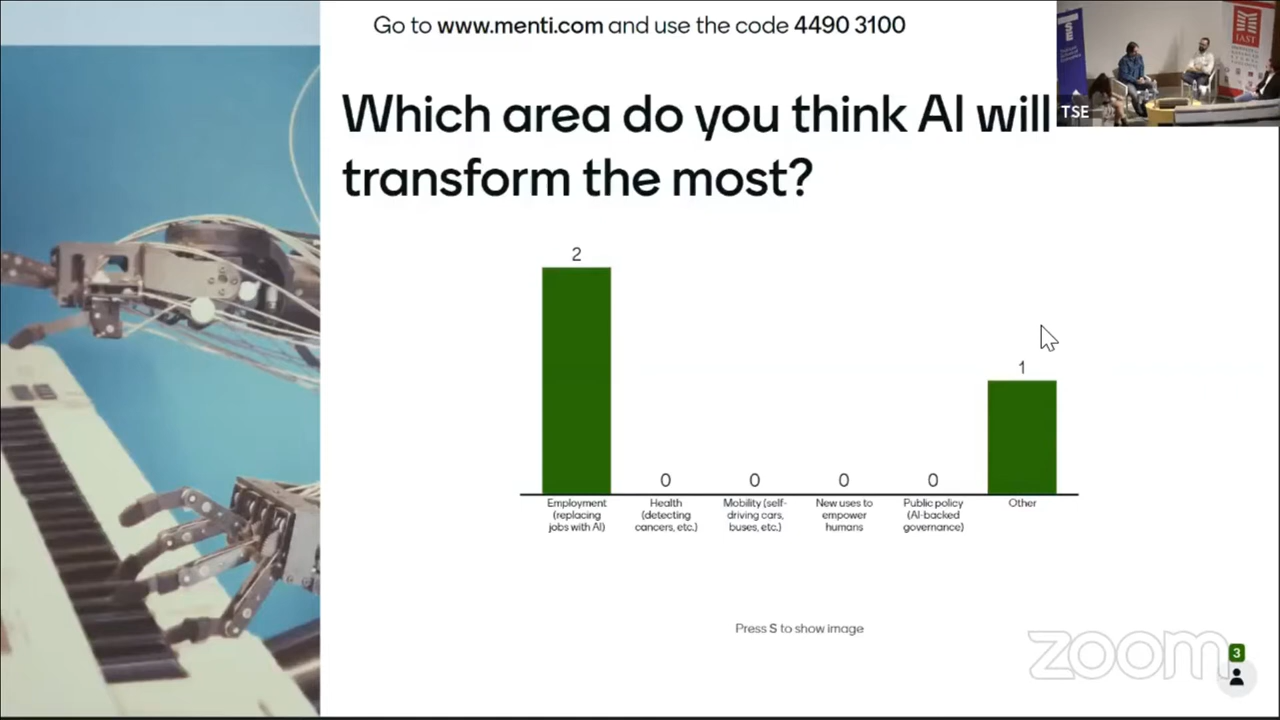 Go to www.menti.com and use the code 4490 3100
IAST
TSE
Which area do you think AI will
transform the most?
2
0
0
0
0
1
Employment
(replacing
jobs with AI)
Health
(detecting
cancers, etc.)
Mobility (self-
driving cars,
buses, etc.)
New uses to
empower
humans
Public policy
(AI-backed
governance)
Other
Press S to show image
zoom
3